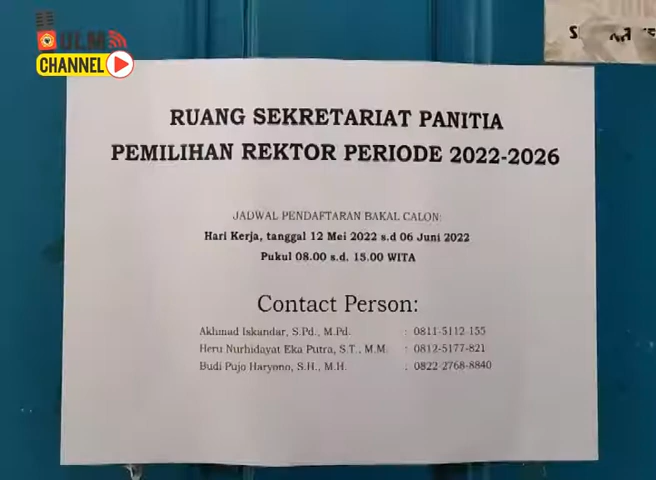 ULM
CHANNEL
RUANG SEKRETARIAT PANITIA
PEMILIHAN REKTOR PERIODE 2022-2026
JADWAL PENDAFTARAN BAKAL CALON:
Hari Kerja, tanggal 12 Mei 2022 s.d 06 Juni 2022
Pukul 08.00 s.d. 15.00 WITA
Contact Person:
Akhmad Iskandar, S.Pd., M.Pd. : 0811-5112-155
Heru Nurhidayat Eka Putra, S.T., M.M. : 0812-5177-821
Budi Pujo Haryono, S.H., M.H. : 0822-2768-8840